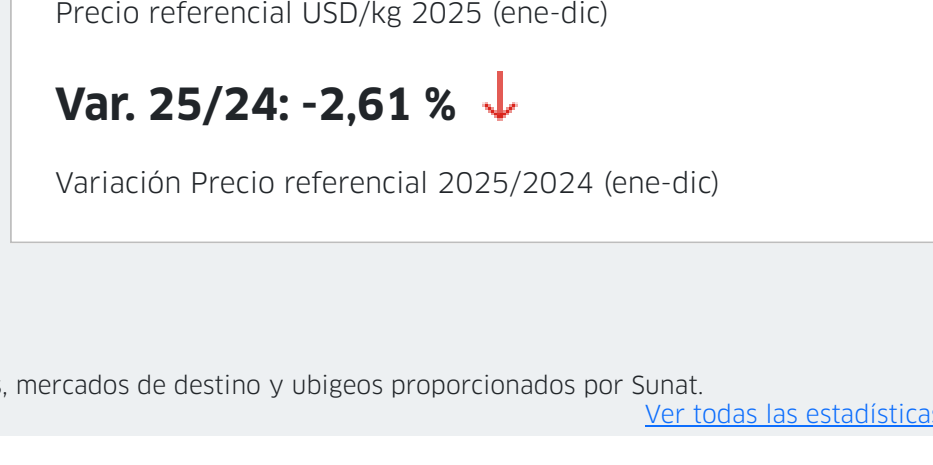 Precio referencial USD/kg 2025 (ene-dic)
Var. 25/24: -2,61 %
Variación Precio referencial 2025/2024 (ene-dic)
, mercados de destino y ubigeos proporcionados por Sunat.
Ver todas las estadísticas